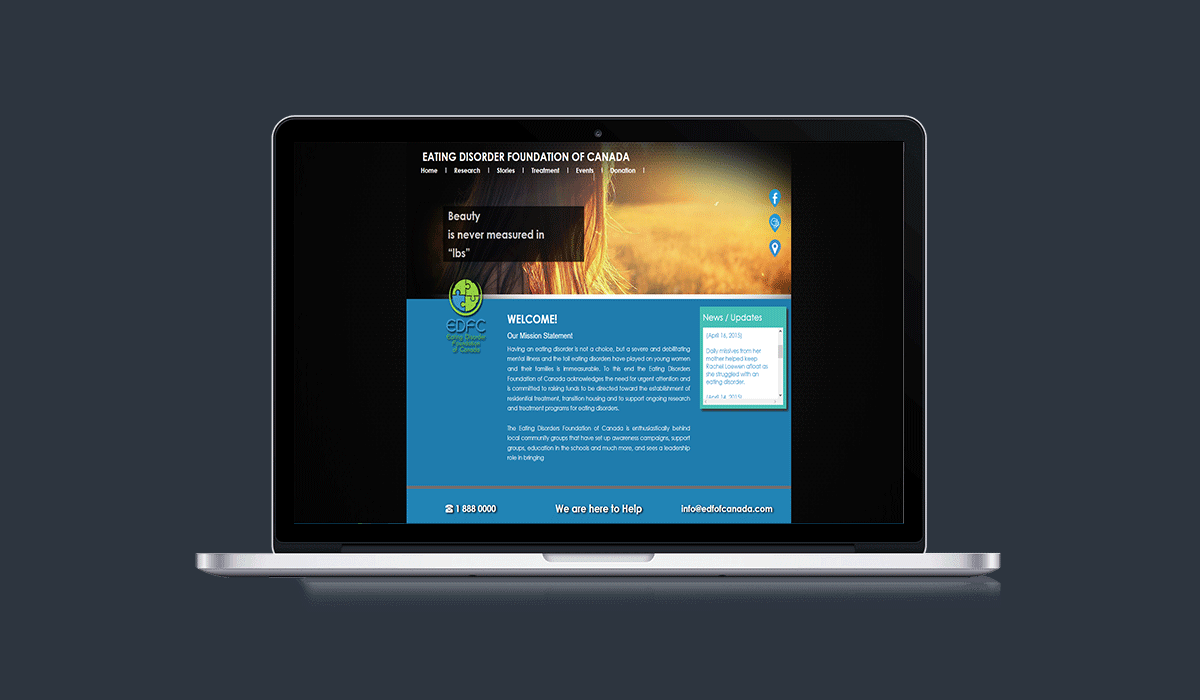 EATING DISORDER FOUNDATION OF CANADA
Home | Research | Stories | Treatment | Events | Donation |
Beauty
is never measured in
“lbs”
EDFC
Eating Disorder
Foundation
of Canada
WELCOME!
Our Mission Statement
Having an eating disorder is not a choice, but a severe and debilitating
mental illness and the toll eating disorders have played on young women
and their families is immeasurable. To this end the Eating Disorders
Foundation of Canada acknowledges the need for urgent attention and
is committed to raising funds to be directed toward the establishment of
residential treatment, transition housing and to support ongoing research
and treatment programs for eating disorders.
The Eating Disorders Foundation of Canada is enthusiastically behind
local community groups that have set up awareness campaigns, support
groups, education in the schools and much more, and sees a leadership
role in bringing
News / Updates
(April 16, 2015)
Daily missives from her
mother helped keep
Rachel Loewen afloat as
she struggled with an
eating disorder.
(April 14, 2015)
1 888 0000
We are here to Help
info@edfofcanada.com